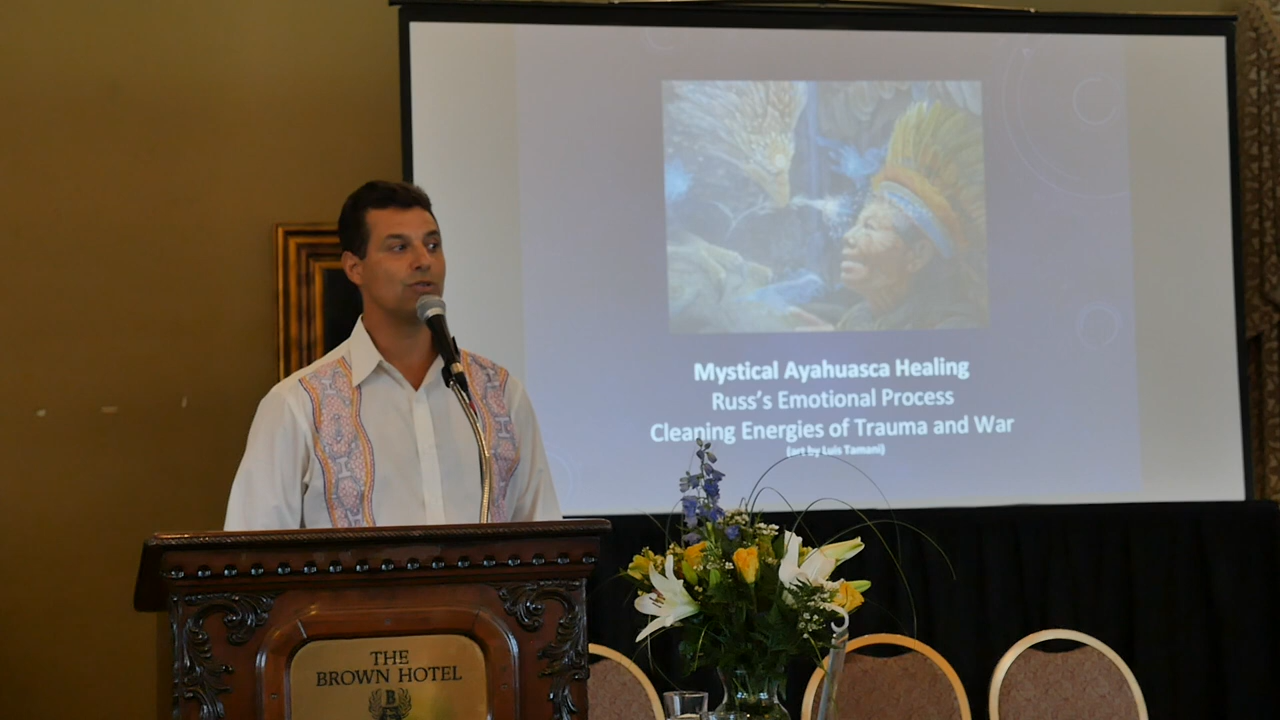 Mystical Ayahuasca Healing
Russ's Emotional Process
Cleaning Energies of Trauma and War
(art by Luis Tamani)
THE
BROWN HOTEL
B